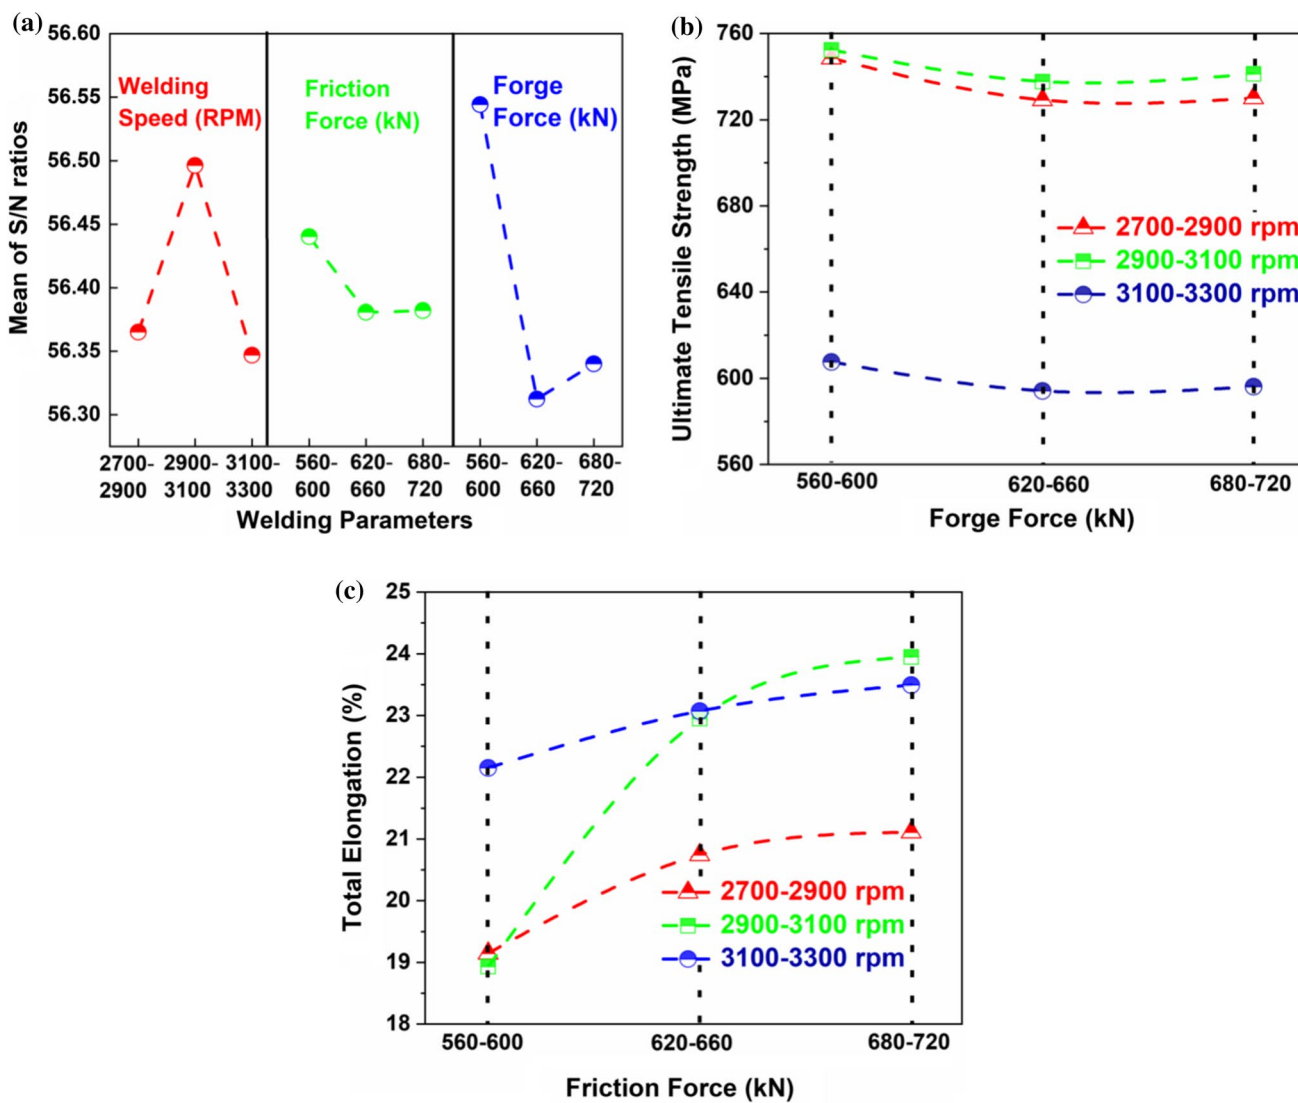 (a)
56.60
56.55
56.50
56.45
56.40
56.35
56.30
Mean of S/N ratios
Welding
Speed (RPM)
Friction
Force (kN)
Forge
Force (kN)
2700-
2900
2900-
3100
3100-
3300
560-
600
620-
660
680-
720
560-
600
620-
660
680-
720
Welding Parameters
(b)
760
720
680
640
600
560
Ultimate Tensile Strength (MPa)
2700-2900 rpm
2900-3100 rpm
3100-3300 rpm
560-600
620-660
680-720
Forge Force (kN)
(c)
25
24
23
22
21
20
19
18
Total Elongation (%)
2700-2900 rpm
2900-3100 rpm
3100-3300 rpm
560-600
620-660
680-720
Friction Force (kN)